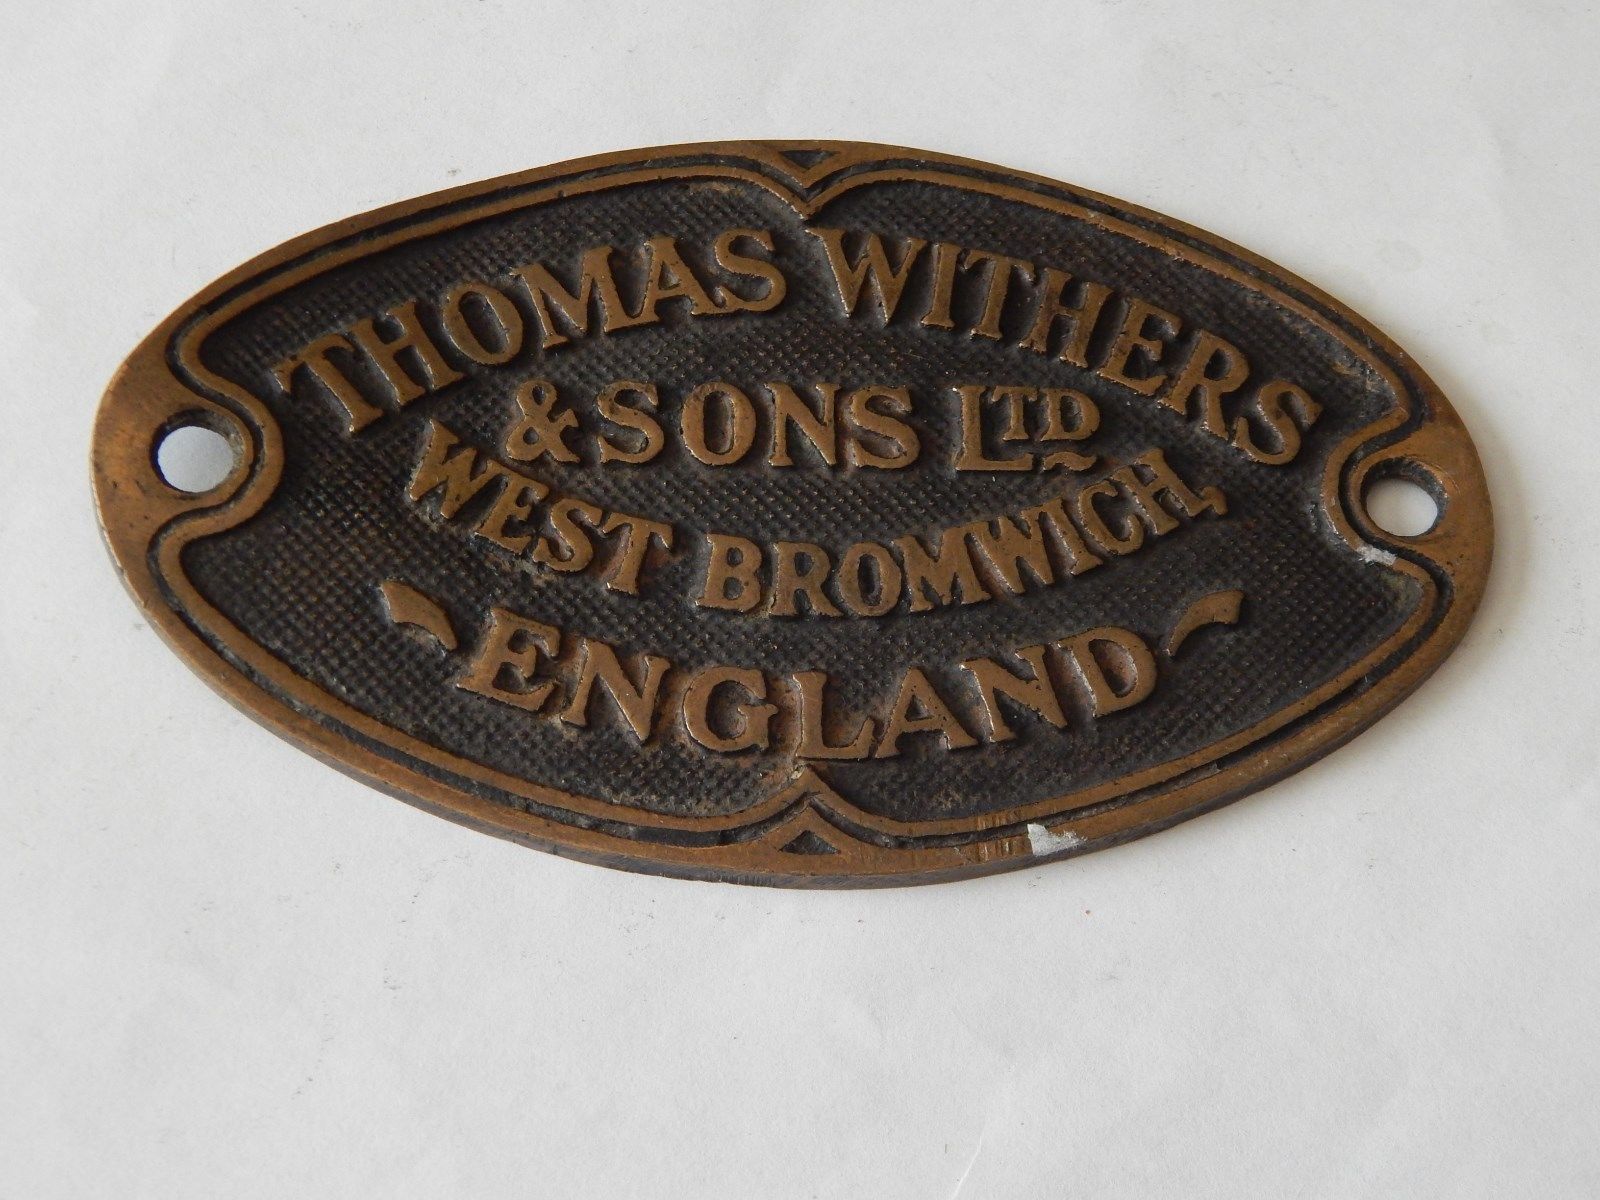 THOMAS WITHERS
& SONS LTD
WEST BROMWICH,
ENGLAND